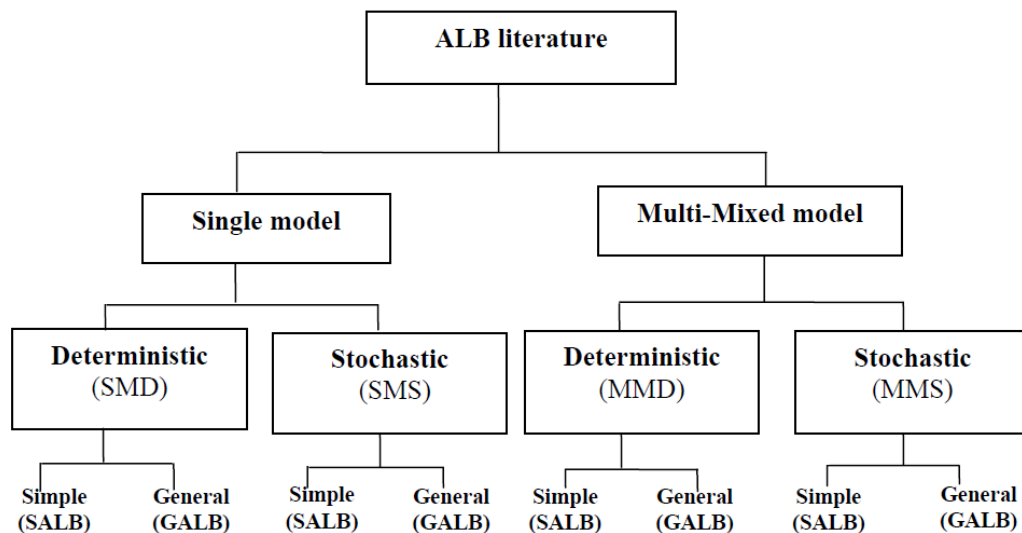 ALB literature
Single model
Multi-Mixed model
Deterministic
(SMD)
Stochastic
(SMS)
Deterministic
(MMD)
Stochastic
(MMS)
Simple
(SALB)
General
(GALB)
Simple
(SALB)
General
(GALB)
Simple
(SALB)
General
(GALB)
Simple
(SALB)
General
(GALB)